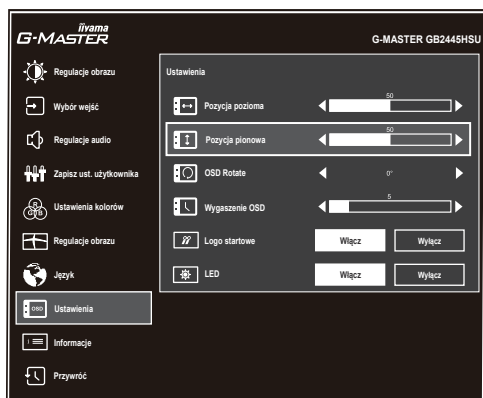 iiyama
G-MASTER
G-MASTER GB2445HSU
Regulacje obrazu
Wybór wejść
Regulacje audio
Zapisz ust. użytkownika
R
G B
Ustawienia kolorów
Regulacje obrazu
Język
OSD
Ustawienia
Informacje
Przywróć
Ustawienia
Pozycja pozioma
50
Pozycja pionowa
50
OSD Rotate
0°
Wygaszenie OSD
5
Logo startowe
Włącz
Wyłącz
LED
Włącz
Wyłącz